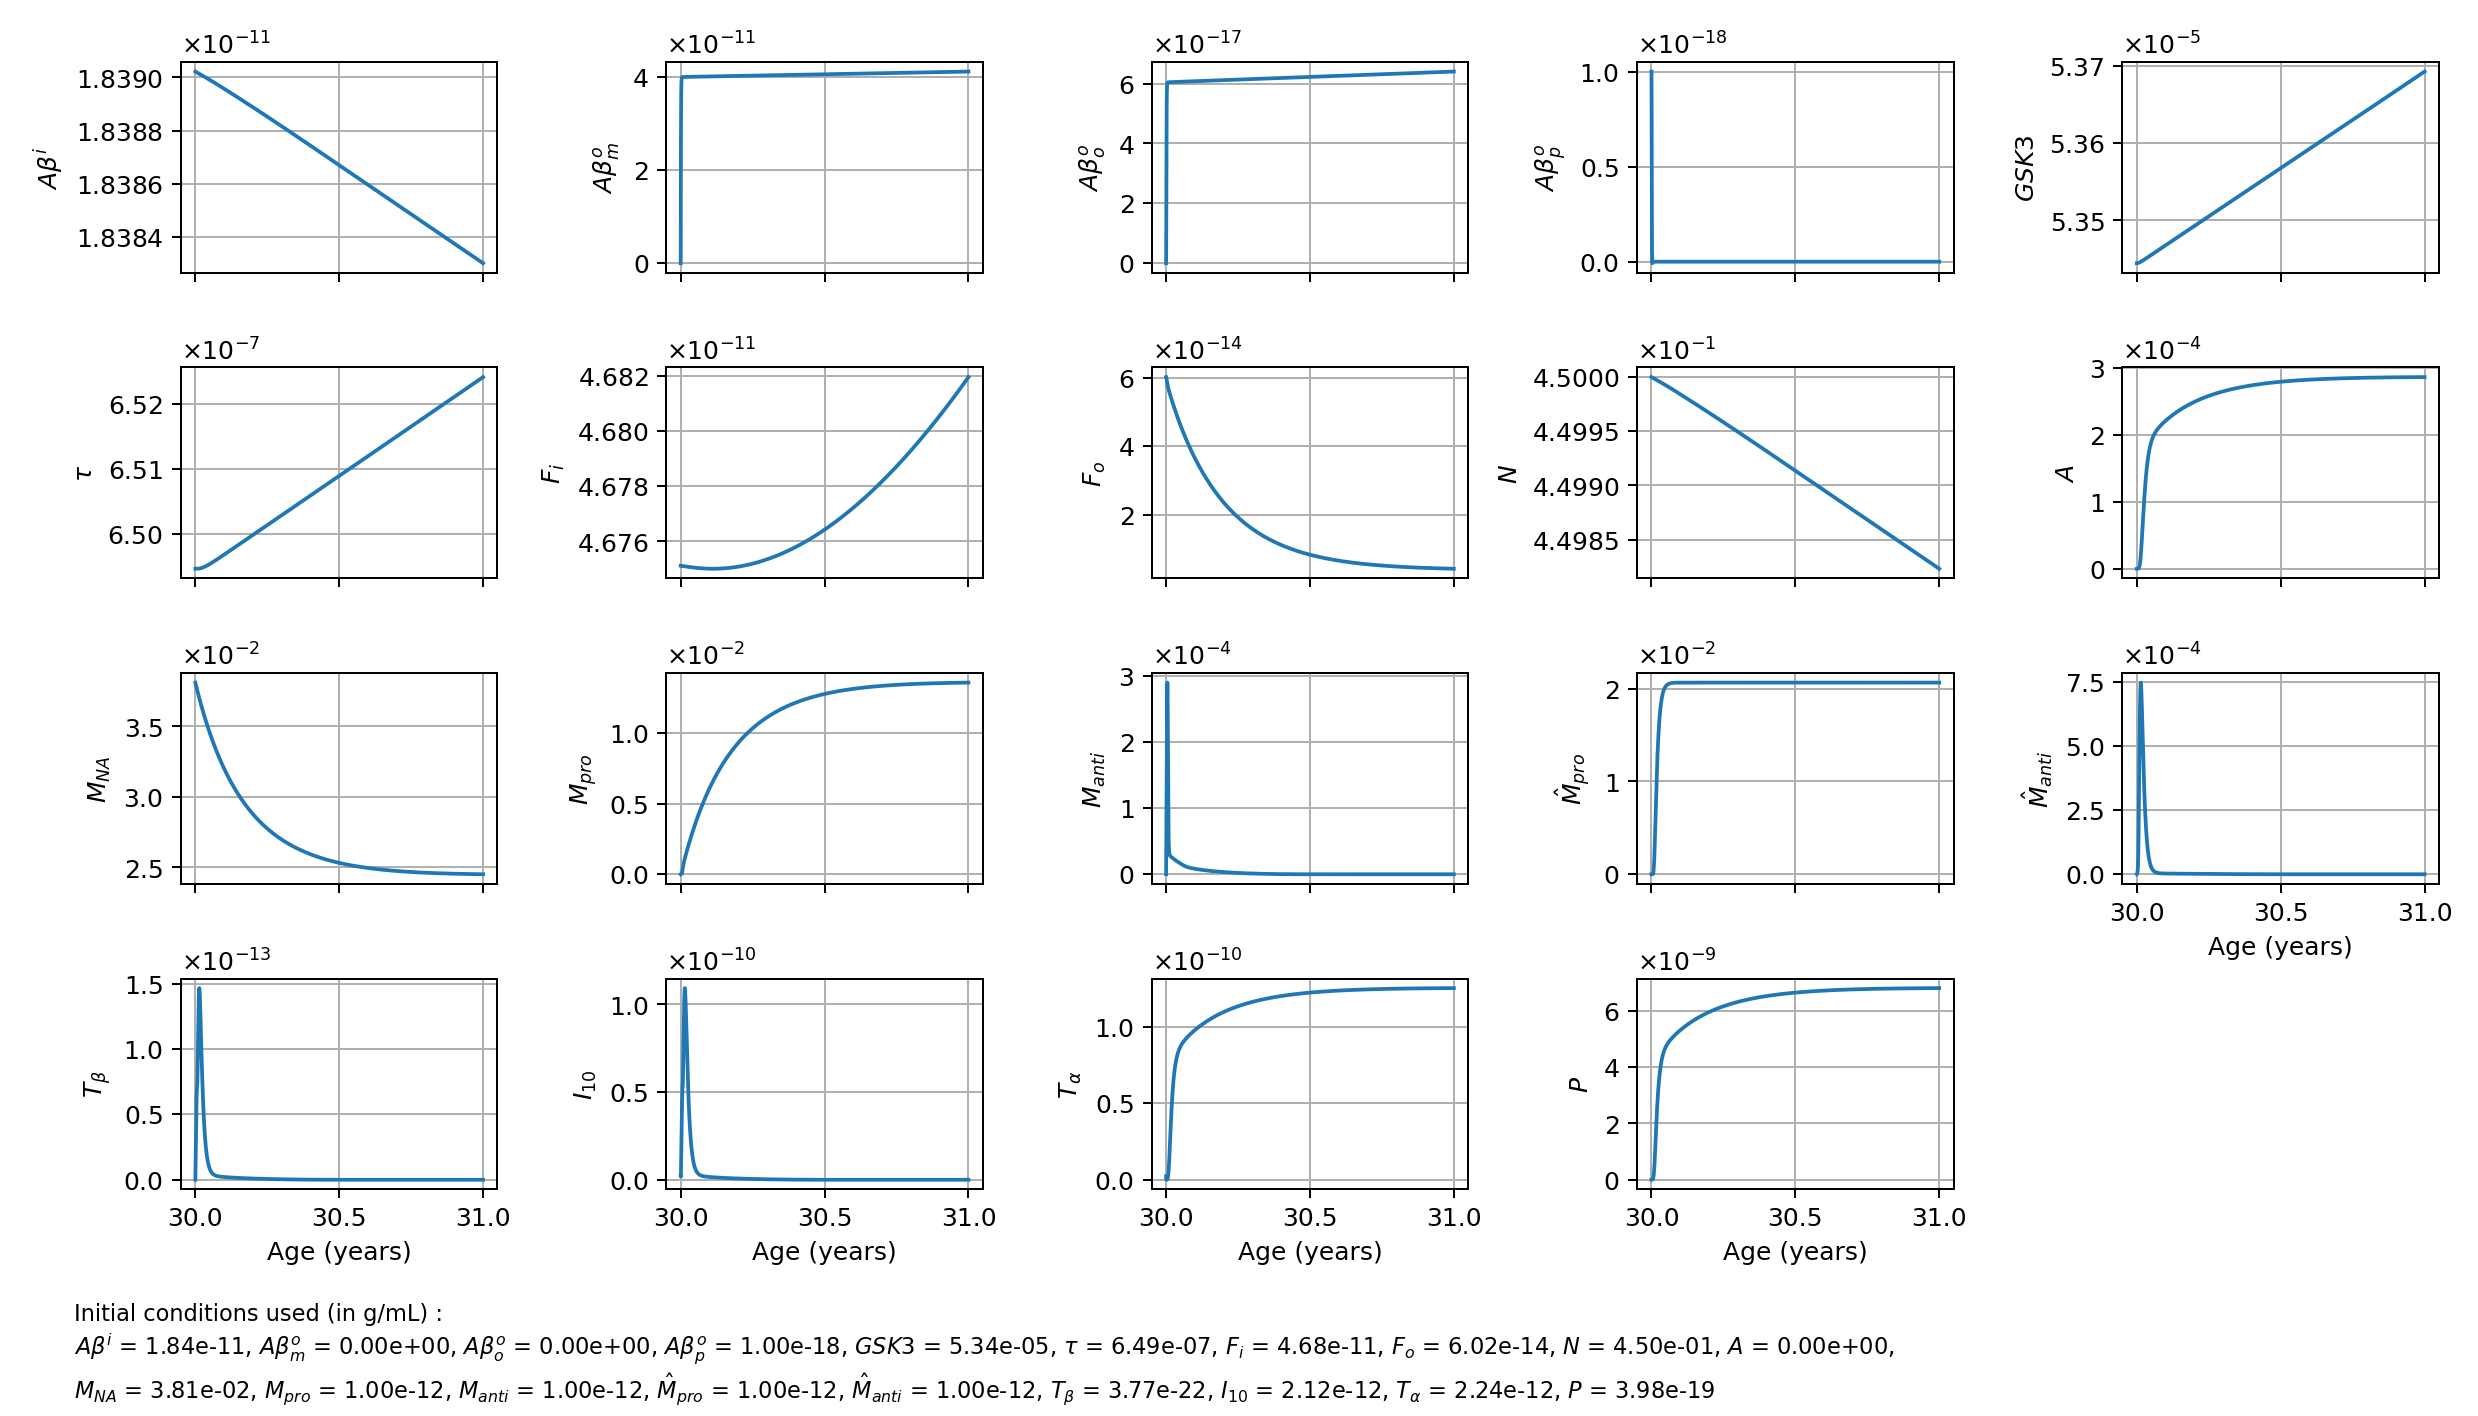 ×10⁻¹¹ ×10⁻¹¹ ×10⁻¹⁷ ×10⁻¹⁸ ×10⁻⁵
Aβⁱ 1.8390 1.8388 1.8386 1.8384
Aβₘᵒ 4 2 0
Aβₒᵒ 6 4 2 0
Aβₚᵒ 1.0 0.5 0.0
GSK3 5.37 5.36 5.35
×10⁻⁷ ×10⁻¹¹ ×10⁻¹⁴ ×10⁻¹ ×10⁻⁴
τ 6.52 6.51 6.50
Fᵢ 4.682 4.680 4.678 4.676
Fₒ 6 4 2
N 4.5000 4.4995 4.4990 4.4985
A 3 2 1 0
×10⁻² ×10⁻² ×10⁻⁴ ×10⁻² ×10⁻⁴
M_NA 3.5 3.0 2.5
M_pro 1.0 0.5 0.0
M_anti 3 2 1 0
M̂_pro 2 1 0
M̂_anti 7.5 5.0 2.5 0.0
30.0 30.5 31.0
Age (years)
×10⁻¹³ ×10⁻¹⁰ ×10⁻¹⁰ ×10⁻⁹
T_β 1.5 1.0 0.5 0.0
I₁₀ 1.0 0.5 0.0
T_α 1.0 0.5 0.0
P 6 4 2 0
30.0 30.5 31.0 30.0 30.5 31.0 30.0 30.5 31.0 30.0 30.5 31.0
Age (years) Age (years) Age (years) Age (years)
Initial conditions used (in g/mL) :
Aβⁱ = 1.84e-11, Aβₘᵒ = 0.00e+00, Aβₒᵒ = 0.00e+00, Aβₚᵒ = 1.00e-18, GSK3 = 5.34e-05, τ = 6.49e-07, Fᵢ = 4.68e-11, Fₒ = 6.02e-14, N = 4.50e-01, A = 0.00e+00,
M_NA = 3.81e-02, M_pro = 1.00e-12, M_anti = 1.00e-12, M̂_pro = 1.00e-12, M̂_anti = 1.00e-12, T_β = 3.77e-22, I₁₀ = 2.12e-12, T_α = 2.24e-12, P = 3.98e-19